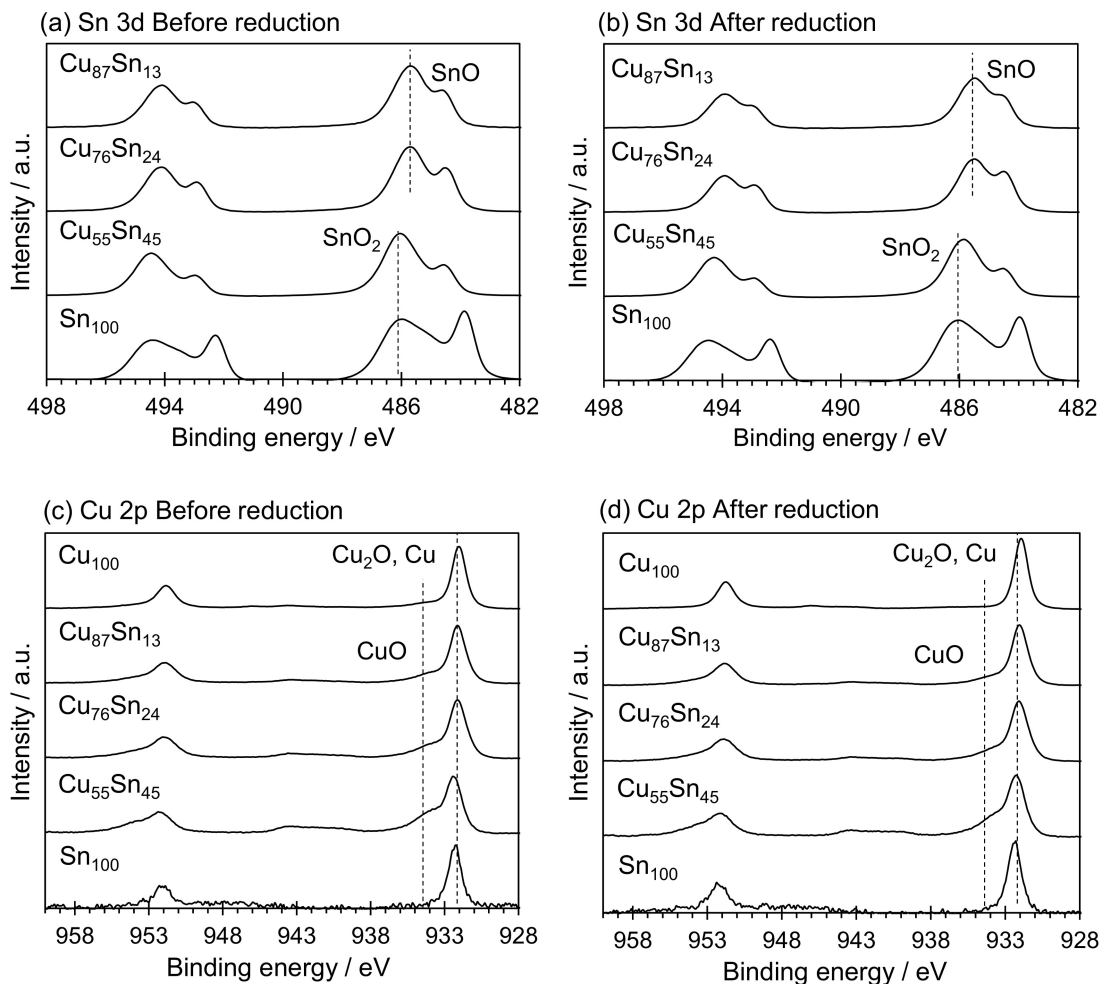 (a) Sn 3d Before reduction
Cu₈₇Sn₁₃
SnO
Cu₇₆Sn₂₄
Cu₅₅Sn₄₅
SnO₂
Sn₁₀₀
Intensity / a.u.
498 494 490 486 482
Binding energy / eV
(b) Sn 3d After reduction
Cu₈₇Sn₁₃
SnO
Cu₇₆Sn₂₄
Cu₅₅Sn₄₅
SnO₂
Sn₁₀₀
Intensity / a.u.
498 494 490 486 482
Binding energy / eV
(c) Cu 2p Before reduction
Cu₂O, Cu
Cu₁₀₀
Cu₈₇Sn₁₃
CuO
Cu₇₆Sn₂₄
Cu₅₅Sn₄₅
Sn₁₀₀
Intensity / a.u.
958 953 948 943 938 933 928
Binding energy / eV
(d) Cu 2p After reduction
Cu₂O, Cu
Cu₁₀₀
Cu₈₇Sn₁₃
CuO
Cu₇₆Sn₂₄
Cu₅₅Sn₄₅
Sn₁₀₀
Intensity / a.u.
958 953 948 943 938 933 928
Binding energy / eV